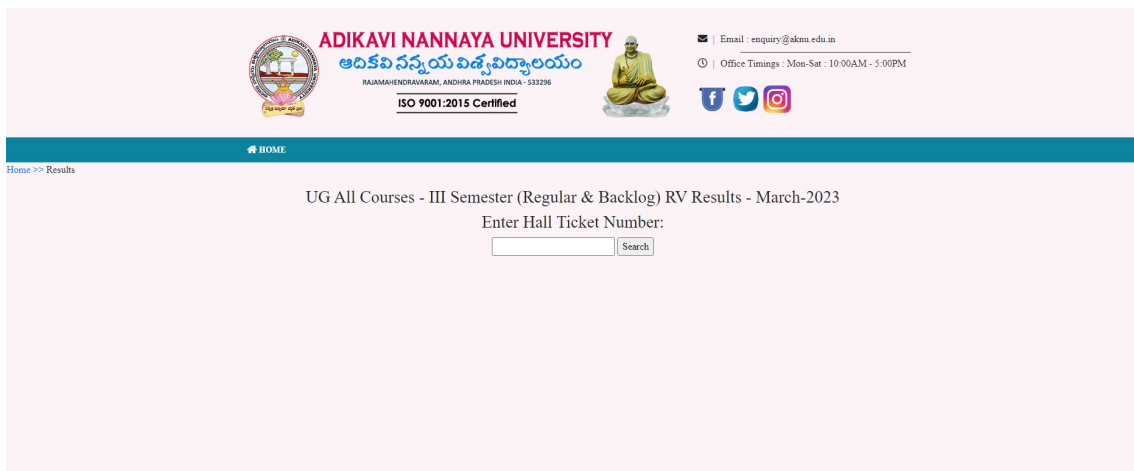 ADIKAVI NANNAYA UNIVERSITY
ఆదికవి నన్నయ విశ్వవిద్యాలయం
RAJAMAHENDRAVARAM, ANDHRA PRADESH INDIA - 533296
ISO 9001:2015 Certified
| Email : enquiry@aknu.edu.in
| Office Timings : Mon-Sat : 10:00AM - 5:00PM
HOME
Home >> Results
UG All Courses - III Semester (Regular & Backlog) RV Results - March-2023
Enter Hall Ticket Number:
Search